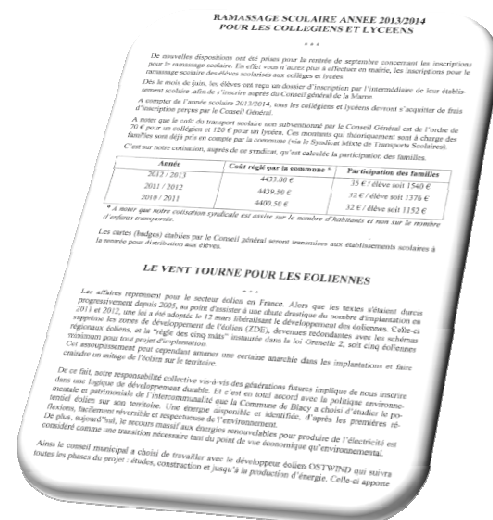 RAMASSAGE SCOLAIRE ANNEE 2013/2014
POUR LES COLLEGIENS ET LYCEENS
* * *
De nouvelles dispositions ont été prises pour la rentrée de septembre concernant les inscriptions
pour le ramassage scolaire. En effet vous n'aurez plus à effectuer en mairie, les inscriptions pour le
ramassage scolaire des élèves scolarisés aux collèges et lycées.
Dès le mois de juin, les élèves ont reçu un dossier d'inscription par l'intermédiaire de leur établis-
sement scolaire afin de s'inscrire auprès du Conseil général de la Marne.
A compter de l'année scolaire 2013/2014, tous les collégiens et lycéens devront s'acquitter de frais
d'inscription perçus par le Conseil Général.
A noter que le coût du transport scolaire non subventionné par le Conseil Général est de l'ordre de
70 € pour un collégien et 120 € pour un lycéen. Ces montants qui théoriquement sont à charge des
familles sont déjà pris en compte par la commune (via le Syndicat Mixte de Transports Scolaires).
C'est sur notre cotisation, auprès de ce syndicat, qu'est calculée la participation des familles.
Année Coût réglé par la commune * Participation des familles
2012 / 2013 4427.00 € 35 € / élève soit 1540 €
2011 / 2012 4459.50 € 32 € / élève soit 1376 €
2010 / 2011 4400.50 € 32 € / élève soit 1152 €
* A noter que notre cotisation syndicale est assise sur le nombre d'habitants et non sur le nombre
d'enfants transportés.
Les cartes (badges) établies par le Conseil général seront transmises aux établissements scolaires à
la rentrée pour distribution aux élèves.
LE VENT TOURNE POUR LES EOLIENNES
* * *
Les affaires reprennent pour le secteur éolien en France. Alors que les textes s'étaient durcis
progressivement depuis 2005, au point d'assister à une chute drastique du nombre d'implantation en
2011 et 2012, une loi a été adoptée le 12 mars libéralisant le développement des éoliennes. Celle-ci
supprime les zones de développement de l'éolien (ZDE), devenues redondantes avec les schémas
régionaux éoliens, et la "règle des cinq mâts" instaurée dans la loi Grenelle 2, soit cinq éoliennes
minimum pour tout projet d'implantation.
Cet assouplissement peut cependant amener une certaine anarchie dans les implantations et faire
craindre un mitage de l'éolien sur le territoire.
De ce fait, notre responsabilité collective vis-à-vis des générations futures implique de nous inscrire
dans une logique de développement durable. Et c'est en total accord avec la politique environne-
mentale et patrimoniale de l'intercommunalité que la Commune de Blacy a choisi d'étudier le po-
tentiel éolien sur son territoire. Une énergie disponible et identifiée, d'après les premières ré-
flexions, facilement réversible et respectueuse de l'environnement.
De plus, aujourd'hui, le recours massif aux énergies renouvelables pour produire de l'électricité est
considéré comme une transition nécessaire tant du point de vue économique qu'environnemental.
Ainsi le conseil municipal a choisi de travailler avec le développeur éolien OSTWIND qui suivra
toutes les phases du projet : études, construction et jusqu'à la production d'énergie. Celle-ci apporte